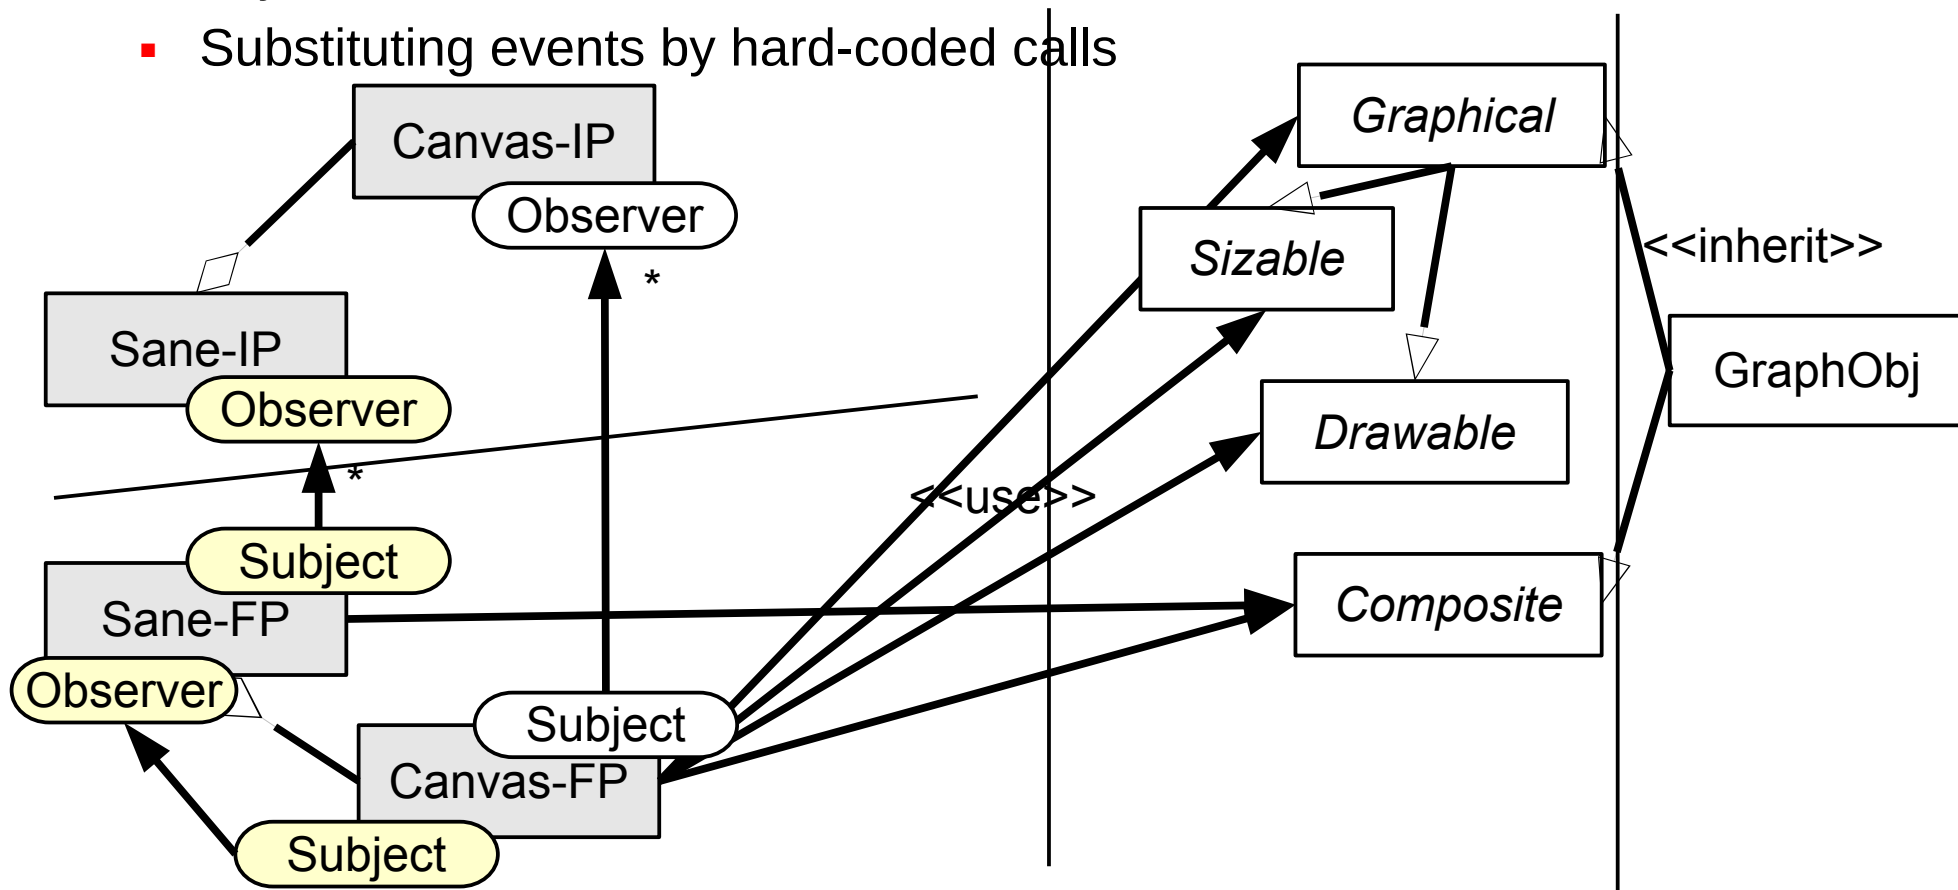 Substituting events by hard-coded calls
Canvas-IP
Graphical
Observer
Sizable
<<inherit>>
*
Sane-IP
GraphObj
Observer
Drawable
*
<<use>>
Subject
Sane-FP
Composite
Observer
Subject
Canvas-FP
Subject